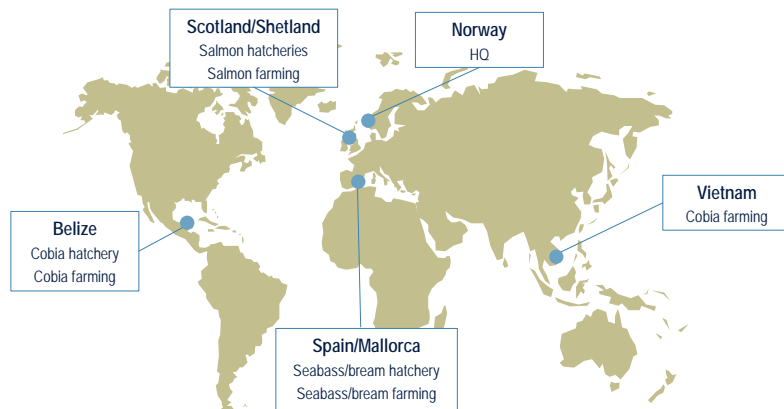 Scotland/Shetland
Salmon hatcheries
Salmon farming
Norway
HQ
Vietnam
Cobia farming
Belize
Cobia hatchery
Cobia farming
Spain/Mallorca
Seabass/bream hatchery
Seabass/bream farming